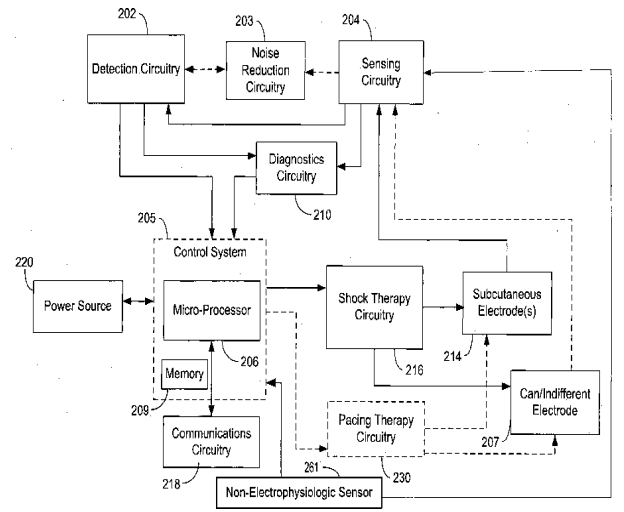 202
203
204
Detection Circuitry
Noise
Reduction
Circuitry
Sensing
Circuitry
Diagnostics
Circuitry
210
205
Control System
220
Power Source
Micro-Processor
206
Memory
209
Shock Therapy
Circuitry
216
Subcutaneous
Electrode(s)
214
Can/Indifferent
Electrode
207
Pacing Therapy
Circuitry
230
Communications
Circuitry
218
261
Non-Electrophysiologic Sensor